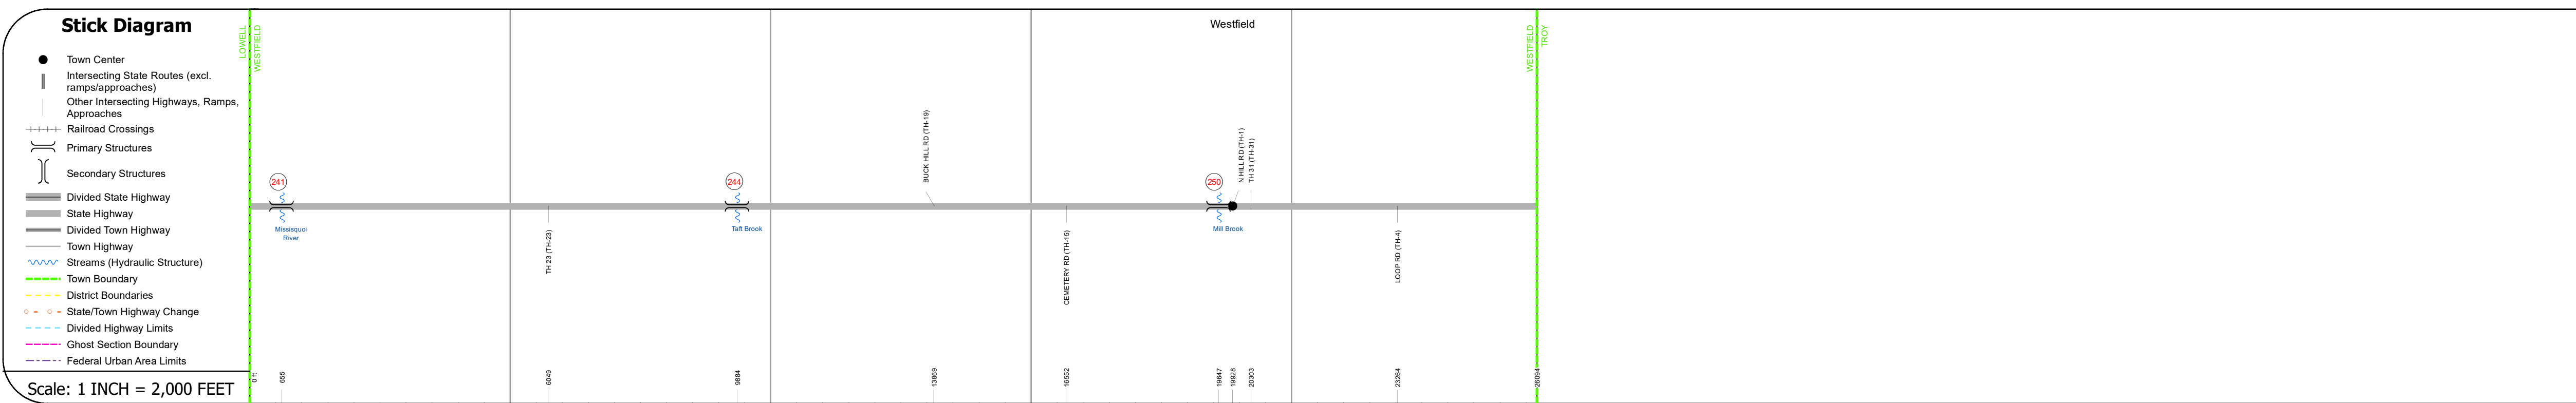 Stick Diagram
Town Center
Intersecting State Routes (excl.
ramps/approaches)
Other Intersecting Highways, Ramps,
Approaches
Railroad Crossings
Primary Structures
Secondary Structures
Divided State Highway
State Highway
Divided Town Highway
Town Highway
Streams (Hydraulic Structure)
Town Boundary
District Boundaries
State/Town Highway Change
Divided Highway Limits
Ghost Section Boundary
Federal Urban Area Limits
Scale: 1 INCH = 2,000 FEET
LOWELL
WESTFIELD
Westfield
WESTFIELD
TROY
241
Missisquoi
River
TH 23 (TH-23)
244
Taft Brook
BUCK HILL RD (TH-19)
CEMETERY RD (TH-15)
250
Mill Brook
N HILL RD (TH-1)
TH 31 (TH-31)
LOOP RD (TH-4)
0 ft
655
6049
9884
13869
16552
19647
19928
20303
23264
26094